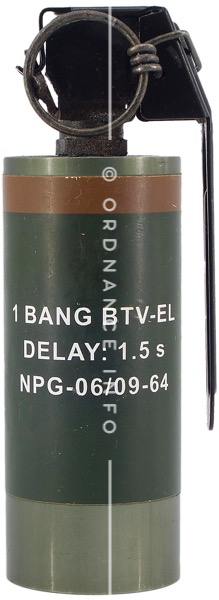 1 BANG BTV-EL
DELAY: 1.5 s
NPG-06/09-64
© ORDNANCE.INFO